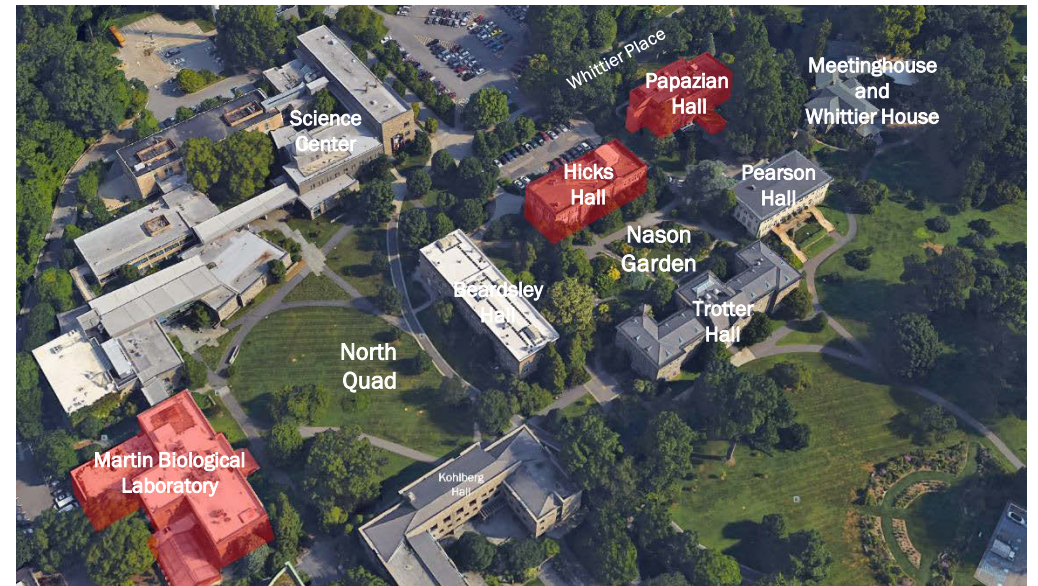 Whittier Place
Papazian
Hall
Meetinghouse
and
Whittier House
Science
Center
Hicks
Hall
Pearson
Hall
Nason
Garden
Beardsley
Hall
Trotter
Hall
North
Quad
Martin Biological
Laboratory
Kohlberg
Hall